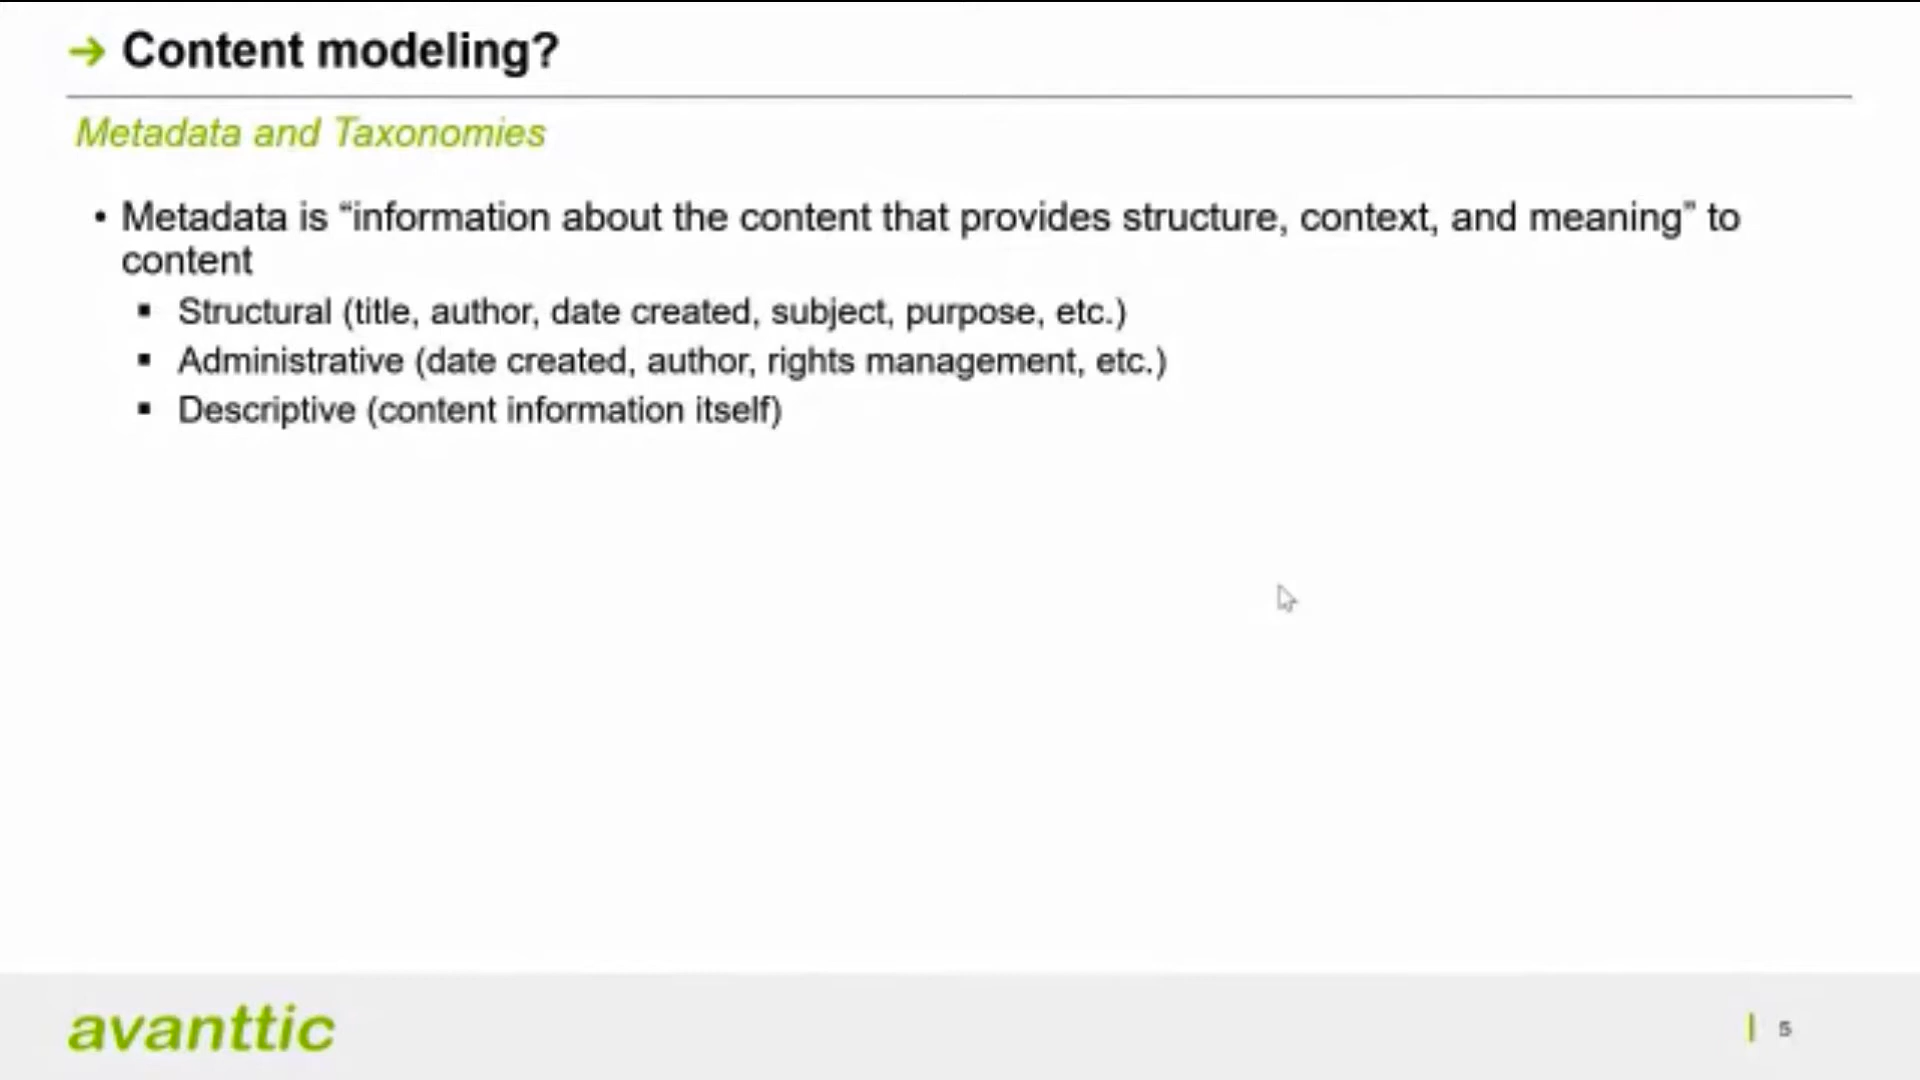 → Content modeling?
Metadada and Taxonomies
• Metadata is “information about the content that provides structure, context, and meaning” to
content
▪ Structural (title, author, date created, subject, purpose, etc.)
▪ Administrative (date created, author, rights management, etc.)
▪ Descriptive (content information itself)
avanttic
5